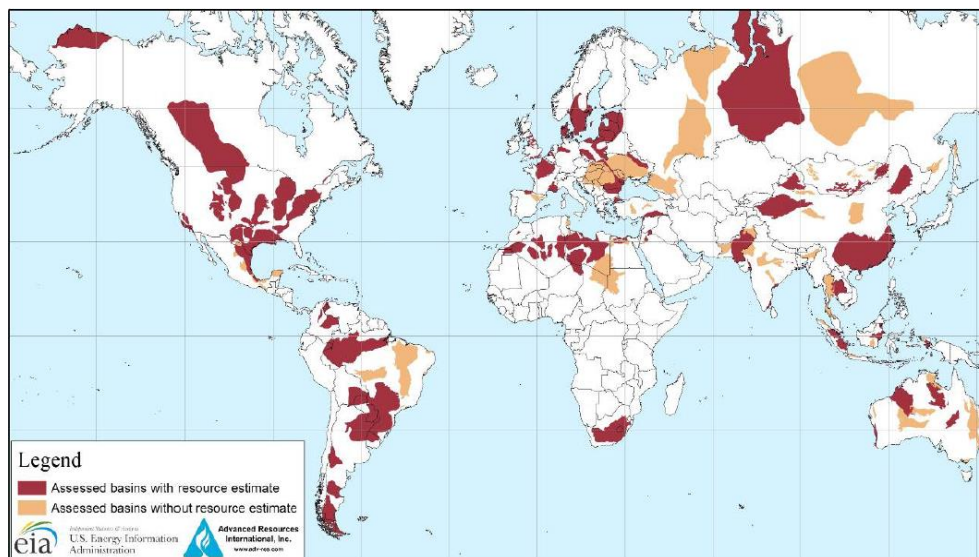 Legend
Assessed basins with resource estimate
Assessed basins without resource estimate
eia
U.S. Energy Information
Administration
Advanced Resources
International, Inc.
www.adv-res.com